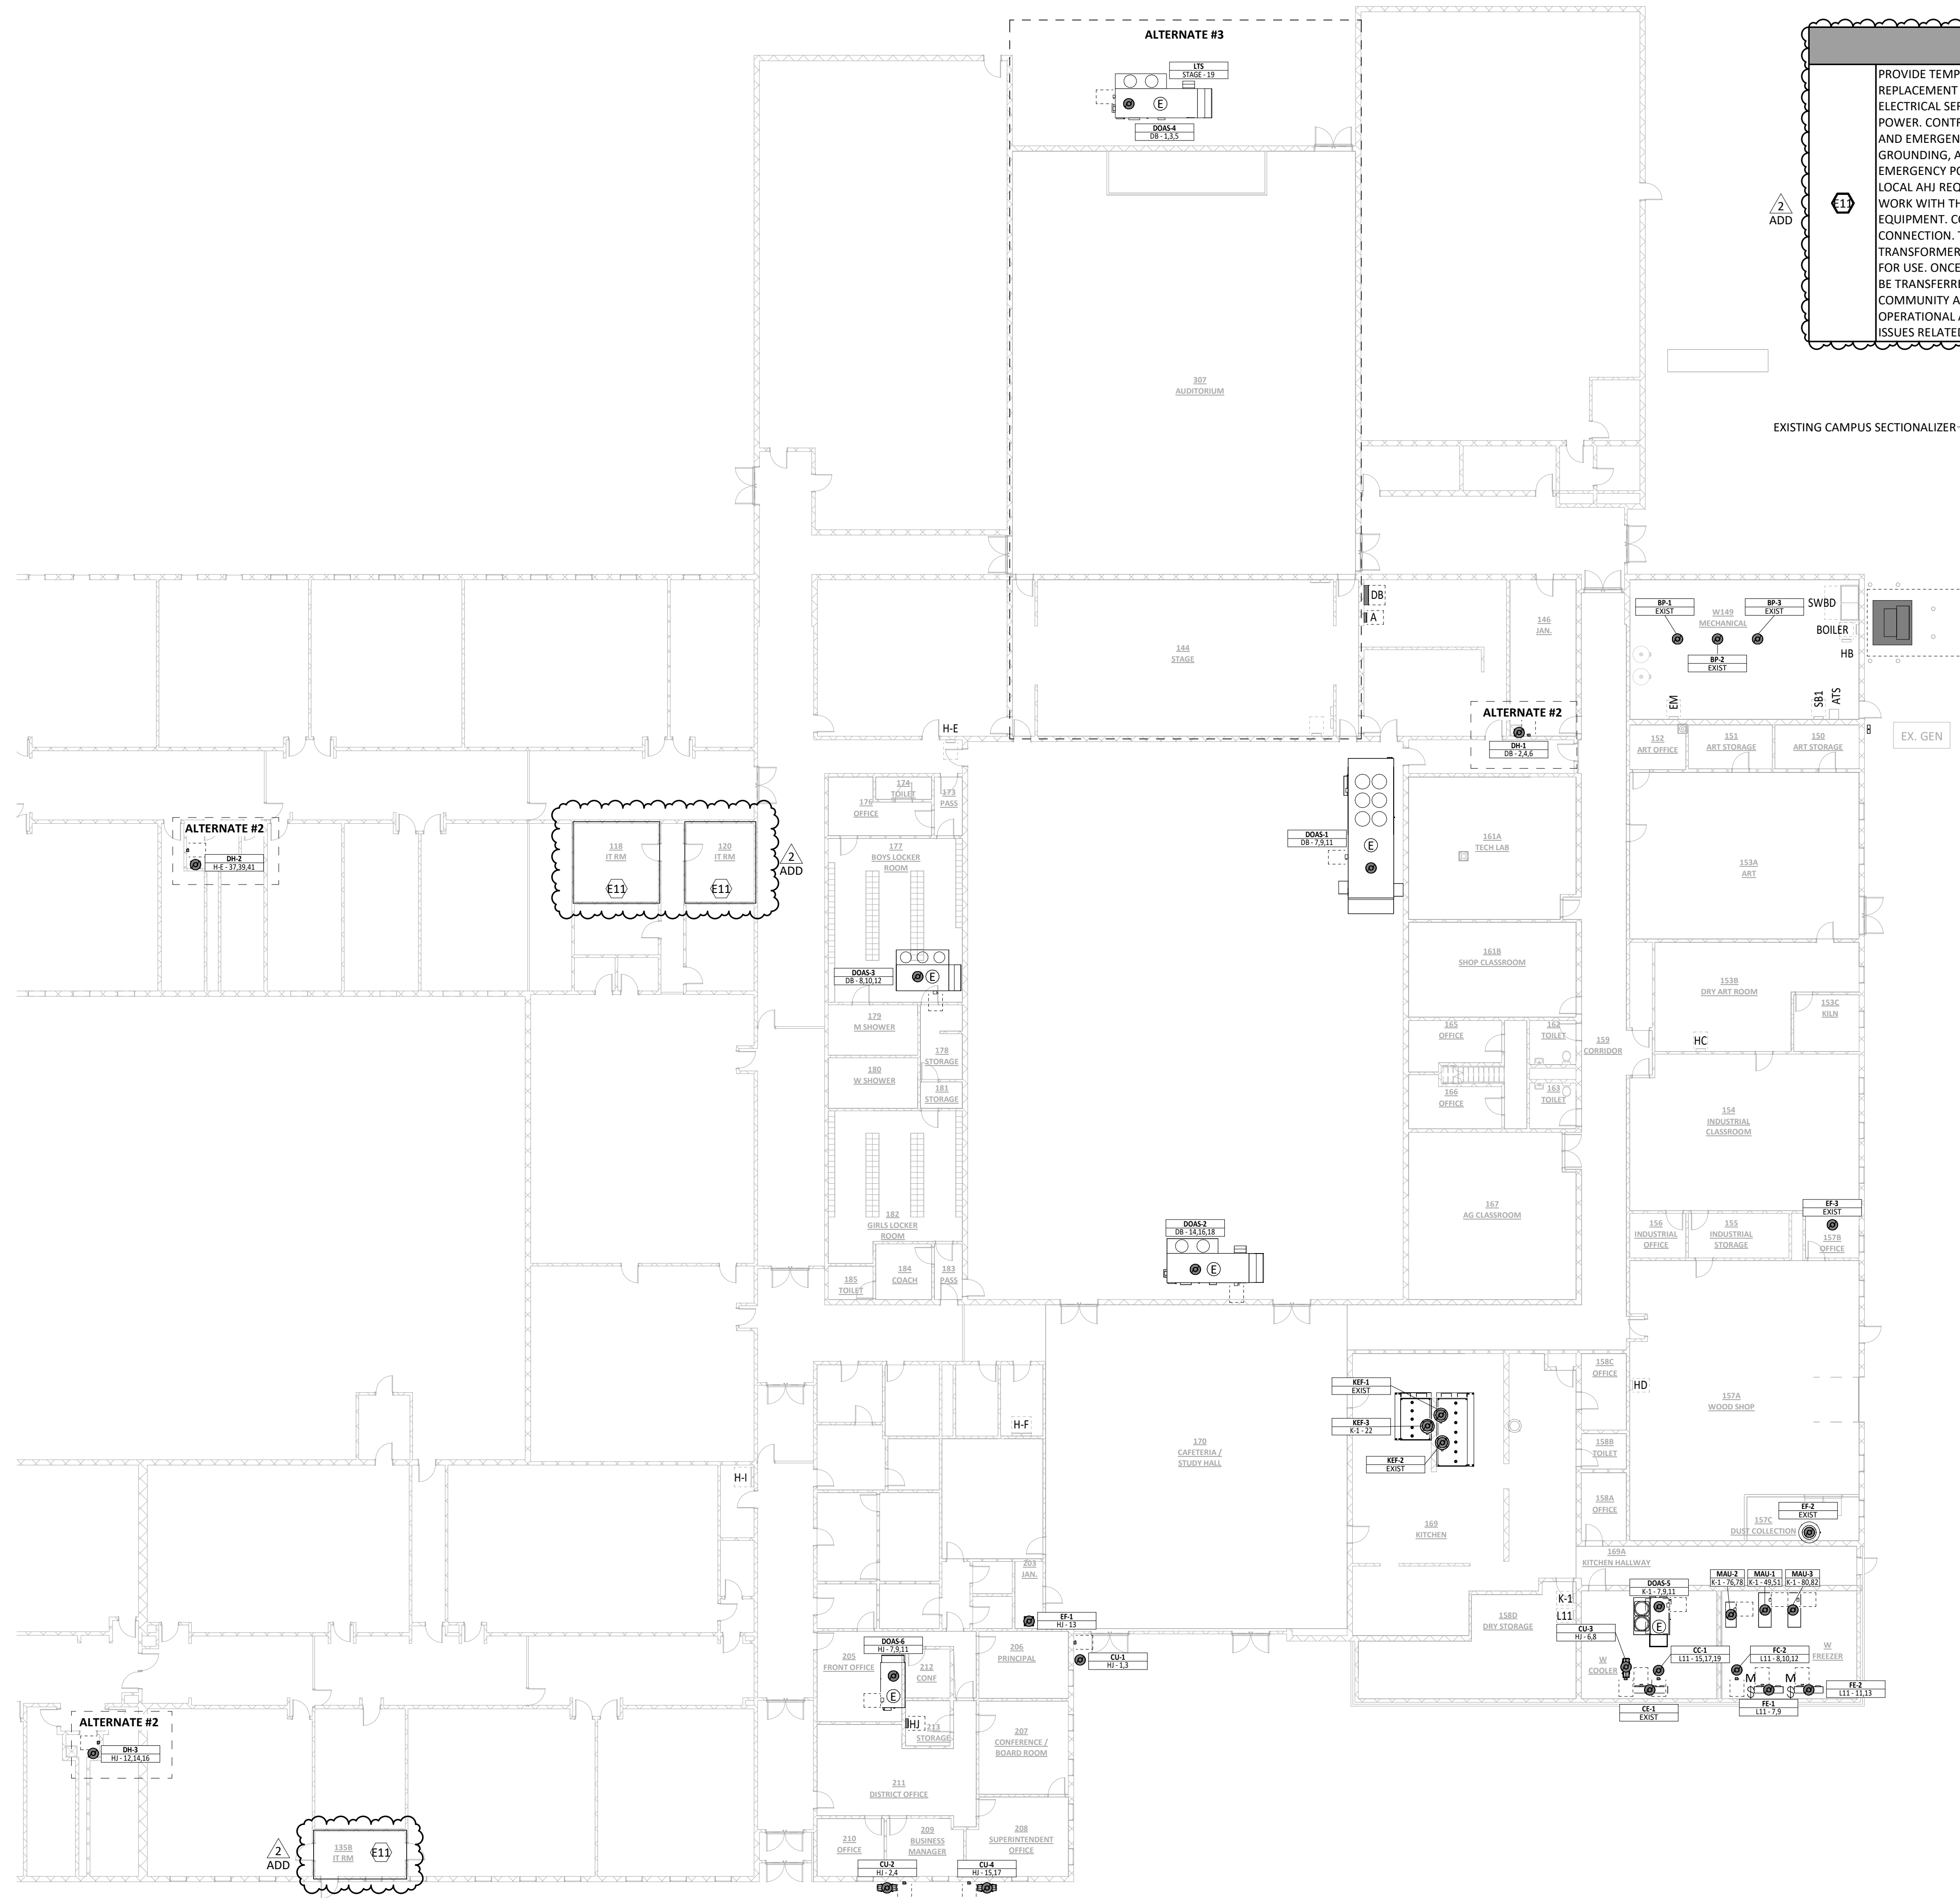 ALTERNATE #3
LTS
STAGE - 19
E
DOAS-4
DB - 1,3,5
2
ADD
E11
PROVIDE TEMP
REPLACEMENT
ELECTRICAL SE
POWER. CONT
AND EMERGEN
GROUNDING, A
EMERGENCY PO
LOCAL AHJ REQ
WORK WITH TH
EQUIPMENT. CO
CONNECTION. T
TRANSFORMER
FOR USE. ONCE
BE TRANSFERR
COMMUNITY A
OPERATIONAL A
ISSUES RELATE
307
AUDITORIUM
EXISTING CAMPUS SECTIONALIZER
DB
A
146
JAN.
144
STAGE
BP-1
EXIST
W149
MECHANICAL
BP-3
EXIST
BP-2
EXIST
SWBD
BOILER
HB
EM
SB1
ATS
EX. GEN
H-E
ALTERNATE #2
DH-1
DB - 2,4,6
152
ART OFFICE
151
ART STORAGE
150
ART STORAGE
174
TOILET
173
PASS
176
OFFICE
ALTERNATE #2
DH-2
H-E - 37,39,41
118
IT RM
E11
120
IT RM
E11
2
ADD
177
BOYS LOCKER
ROOM
DOAS-1
DB - 7,9,11
E
161A
TECH LAB
153A
ART
DOAS-3
DB - 8,10,12
E
161B
SHOP CLASSROOM
153B
DRY ART ROOM
153C
KILN
179
M SHOWER
178
STORAGE
180
W SHOWER
181
STORAGE
165
OFFICE
162
TOILET
159
CORRIDOR
HC
166
OFFICE
163
TOILET
154
INDUSTRIAL
CLASSROOM
182
GIRLS LOCKER
ROOM
167
AG CLASSROOM
DOAS-2
DB - 14,16,18
E
EF-3
EXIST
156
INDUSTRIAL
OFFICE
155
INDUSTRIAL
STORAGE
157B
OFFICE
185
TOILET
184
COACH
183
PASS
KEF-1
EXIST
KEF-3
K-1 - 22
KEF-2
EXIST
158C
OFFICE
HD
157A
WOOD SHOP
H-F
170
CAFETERIA /
STUDY HALL
158B
TOILET
H-I
158A
OFFICE
169
KITCHEN
EF-2
EXIST
157C
DUST COLLECTION
169A
KITCHEN HALLWAY
203
JAN.
K-1
L11
DOAS-5
K-1 - 7,9,11
E
MAU-2
K-1 - 76,78
MAU-1
K-1 - 49,51
MAU-3
K-1 - 80,82
158D
DRY STORAGE
CU-3
HJ - 6,8
EF-1
HJ - 13
CC-1
L11 - 15,17,19
FC-2
L11 - 8,10,12
W
COOLER
W
FREEZER
M
$
M
$
FE-2
L11 - 11,13
FE-1
L11 - 7,9
CE-1
EXIST
DOAS-6
HJ - 7,9,11
E
205
FRONT OFFICE
212
CONF
206
PRINCIPAL
CU-1
HJ - 1,3
HJ
213
STORAGE
207
CONFERENCE /
BOARD ROOM
ALTERNATE #2
DH-3
HJ - 12,14,16
211
DISTRICT OFFICE
2
ADD
135B
IT RM
E11
210
OFFICE
209
BUSINESS
MANAGER
208
SUPERINTENDENT
OFFICE
CU-2
HJ - 2,4
CU-4
HJ - 15,17